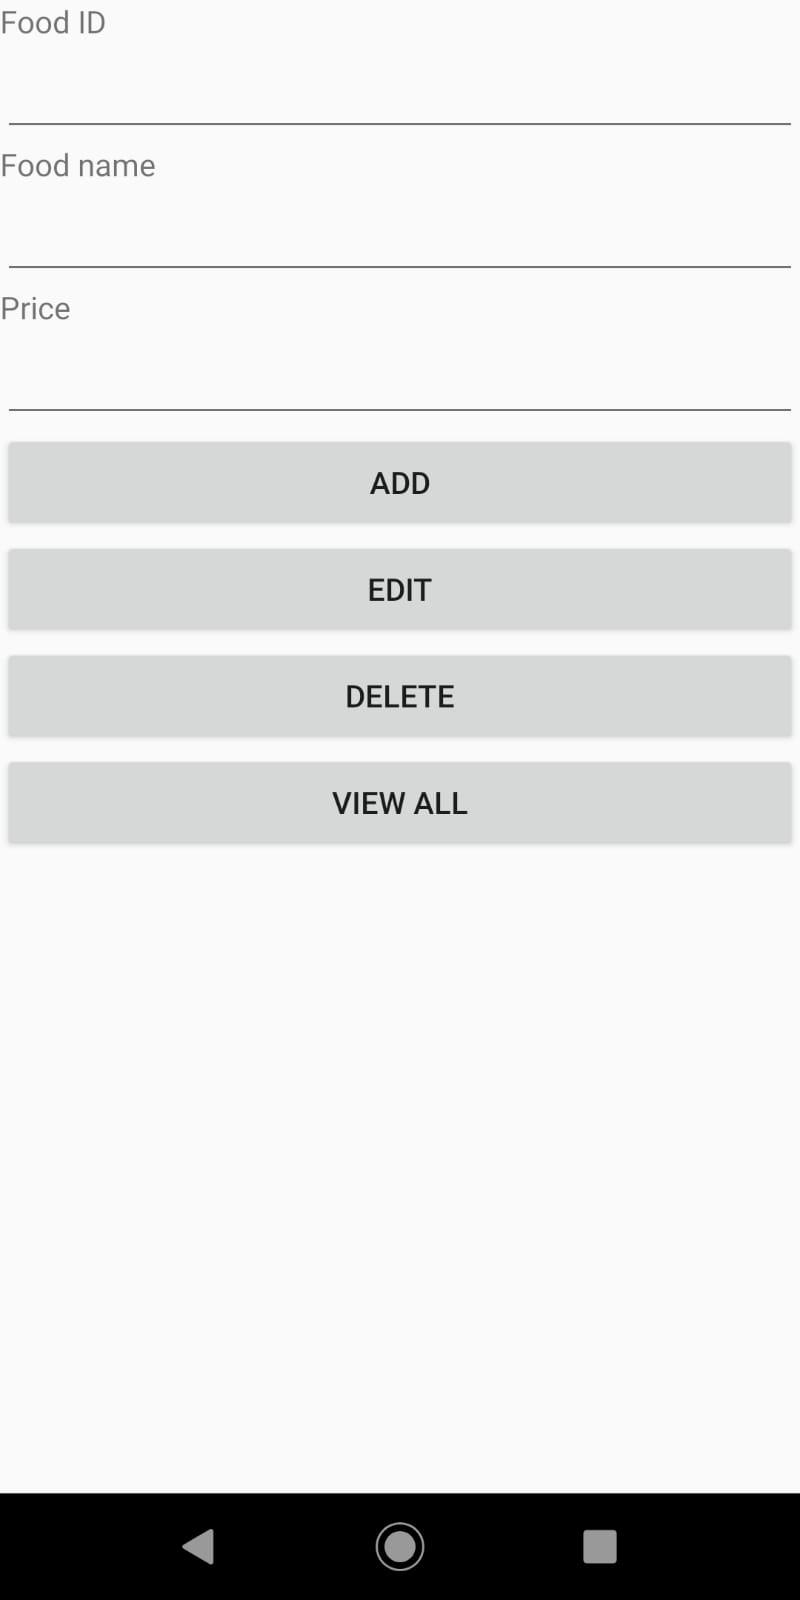 Food ID
Food name
Price
ADD
EDIT
DELETE
VIEW ALL